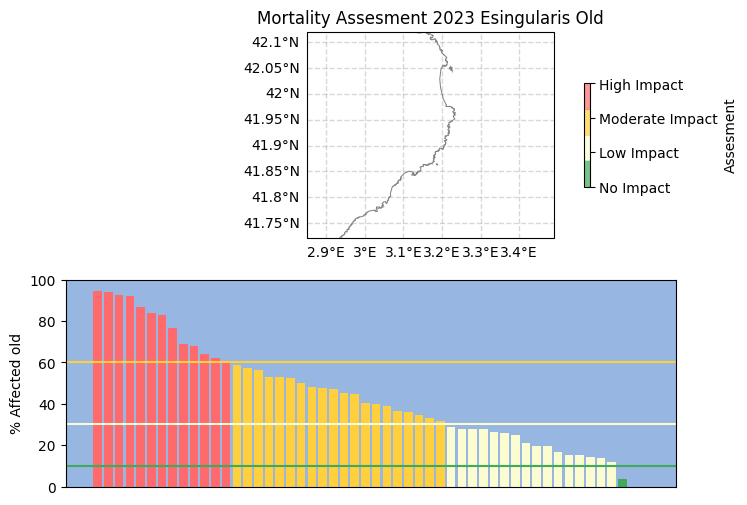 Mortality Assesment 2023 Esingularis Old
42.1°N
42.05°N
42°N
41.95°N
41.9°N
41.85°N
41.8°N
41.75°N
2.9°E 3°E 3.1°E 3.2°E 3.3°E 3.4°E
High Impact
Moderate Impact
Low Impact
No Impact
Assesment
100
80
60
40
20
0
% Affected old